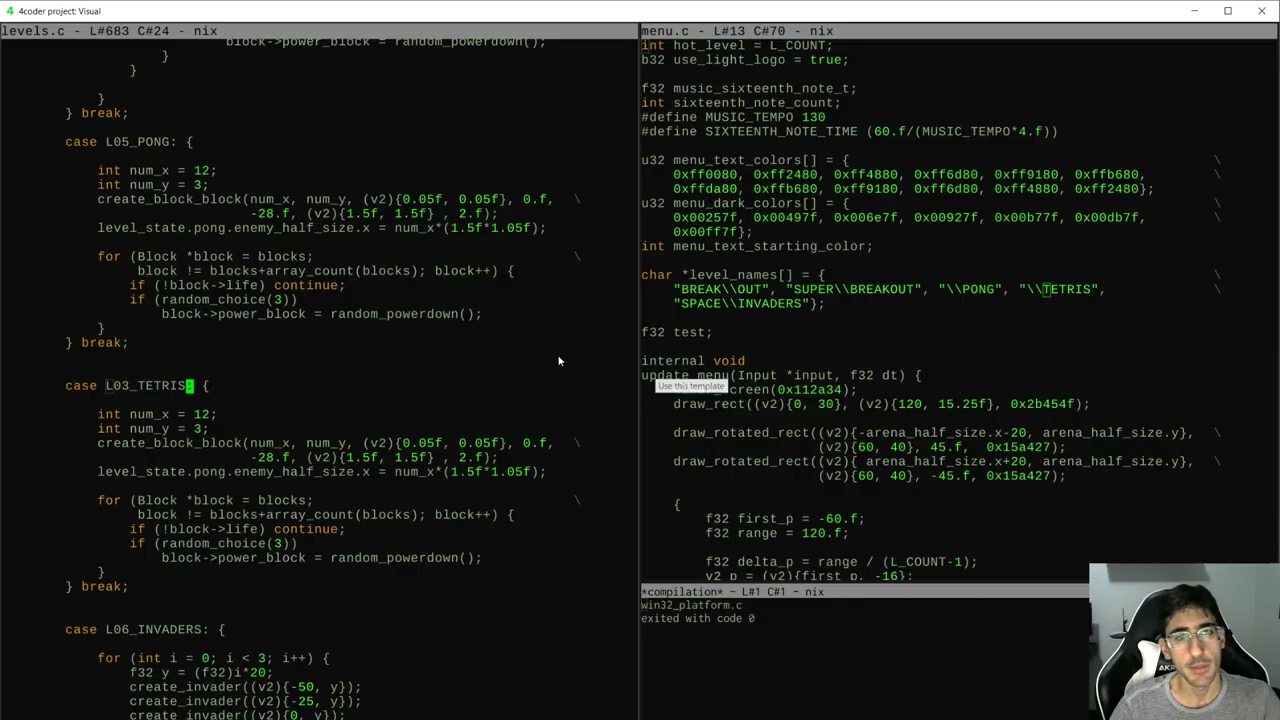 4coder project: Visual
levels.c - L#683 C#24 - nix
block->power_block = random_powerdown();
}
}
}
} break;
case L05_PONG: {
int num_x = 12;
int num_y = 3;
create_block_block(num_x, num_y, (v2){0.05f, 0.05f}, 0.f, \
-28.f, (v2){1.5f, 1.5f} , 2.f);
level_state.pong.enemy_half_size.x = num_x*(1.5f*1.05f);
for (Block *block = blocks; \
block != blocks+array_count(blocks); block++) {
if (!block->life) continue;
if (random_choice(3))
block->power_block = random_powerdown();
}
} break;
case L03_TETRIS: {
int num_x = 12;
int num_y = 3;
create_block_block(num_x, num_y, (v2){0.05f, 0.05f}, 0.f, \
-28.f, (v2){1.5f, 1.5f} , 2.f);
level_state.pong.enemy_half_size.x = num_x*(1.5f*1.05f);
for (Block *block = blocks; \
block != blocks+array_count(blocks); block++) {
if (!block->life) continue;
if (random_choice(3))
block->power_block = random_powerdown();
}
} break;
case L06_INVADERS: {
for (int i = 0; i < 3; i++) {
f32 y = (f32)i*20;
create_invader((v2){-50, y});
create_invader((v2){-25, y});
create_invader((v2){0, y});
menu.c - L#13 C#70 - nix
int hot_level = L_COUNT;
b32 use_light_logo = true;
f32 music_sixteenth_note_t;
int sixteenth_note_count;
#define MUSIC_TEMPO 130
#define SIXTEENTH_NOTE_TIME (60.f/(MUSIC_TEMPO*4.f))
u32 menu_text_colors[] = { \
0xff0080, 0xff2480, 0xff4880, 0xff6d80, 0xff9180, 0xffb680, \
0xffda80, 0xffb680, 0xff9180, 0xff6d80, 0xff4880, 0xff2480};
u32 menu_dark_colors[] = { \
0x00257f, 0x00497f, 0x006e7f, 0x00927f, 0x00b77f, 0x00db7f, \
0x00ff7f};
int menu_text_starting_color;
char *level_names[] = { \
"BREAK\\OUT", "SUPER\\BREAKOUT", "\\PONG", "\\TETRIS", \
"SPACE\\INVADERS"};
f32 test;
internal void
update_menu(Input *input, f32 dt) {
Use this template
screen(0x112a34);
draw_rect((v2){0, 30}, (v2){120, 15.25f}, 0x2b454f);
draw_rotated_rect((v2){-arena_half_size.x-20, arena_half_size.y}, \
(v2){60, 40}, 45.f, 0x15a427);
draw_rotated_rect((v2){ arena_half_size.x+20, arena_half_size.y}, \
(v2){60, 40}, -45.f, 0x15a427);
{
f32 first_p = -60.f;
f32 range = 120.f;
f32 delta_p = range / (L_COUNT-1);
v2 p = (v2){first_p, -16};
*compilation* - L#1 C#1 - nix
win32_platform.c
exited with code 0